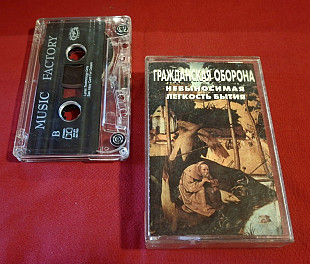 MUSIC FACTORY
B
ГРАЖДАНСКАЯ ОБОРОНА
НЕВЫНОСИМАЯ
ЛЕГКОСТЬ БЫТИЯ